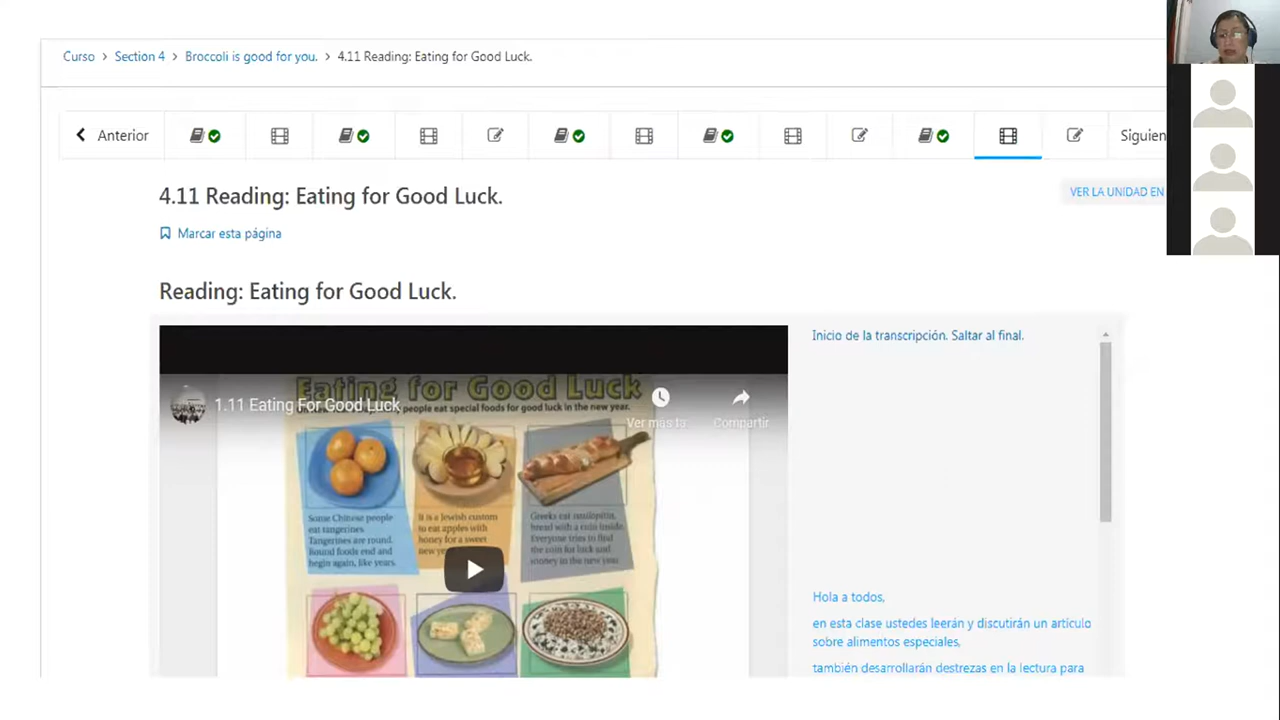 Curso > Section 4 > Broccoli is good for you. > 4.11 Reading: Eating for Good Luck.
Anterior
Siguien
4.11 Reading: Eating for Good Luck.
VER LA UNIDAD EN
Marcar esta página
Reading: Eating for Good Luck.
Inicio de la transcripción. Saltar al final.
Eating for Good Luck
1.11 Eating For Good Luck
people eat special foods for good luck in the new year.
Ver más ta
Compartir
Some Chinese people
eat tangerines.
Tangerines are round.
Round foods end and
begin again, like years.
It is a Jewish custom
to eat apples with
honey for a sweet
new
Greeks eat
bread with a coin inside.
Everyone tries to find
the coin for luck and
money in the new year.
Hola a todos,
en esta clase ustedes leerán y discutirán un artículo
sobre alimentos especiales,
también desarrollarán destrezas en la lectura para